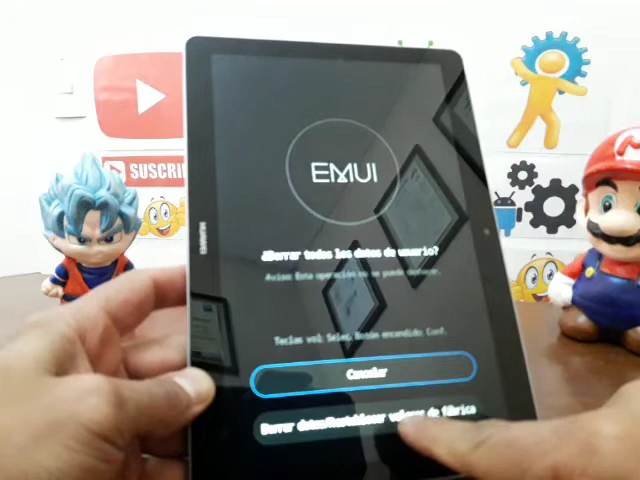 SUSCRI
HUAWEI
EMUI
¿Borrar todos los datos de usuario?
Aviso: Esta operación no se puede deshacer.
Teclas vol: Selec. Botón encendido: Conf.
Cancelar
Borrar datos/Restablecer valores de fábrica
M